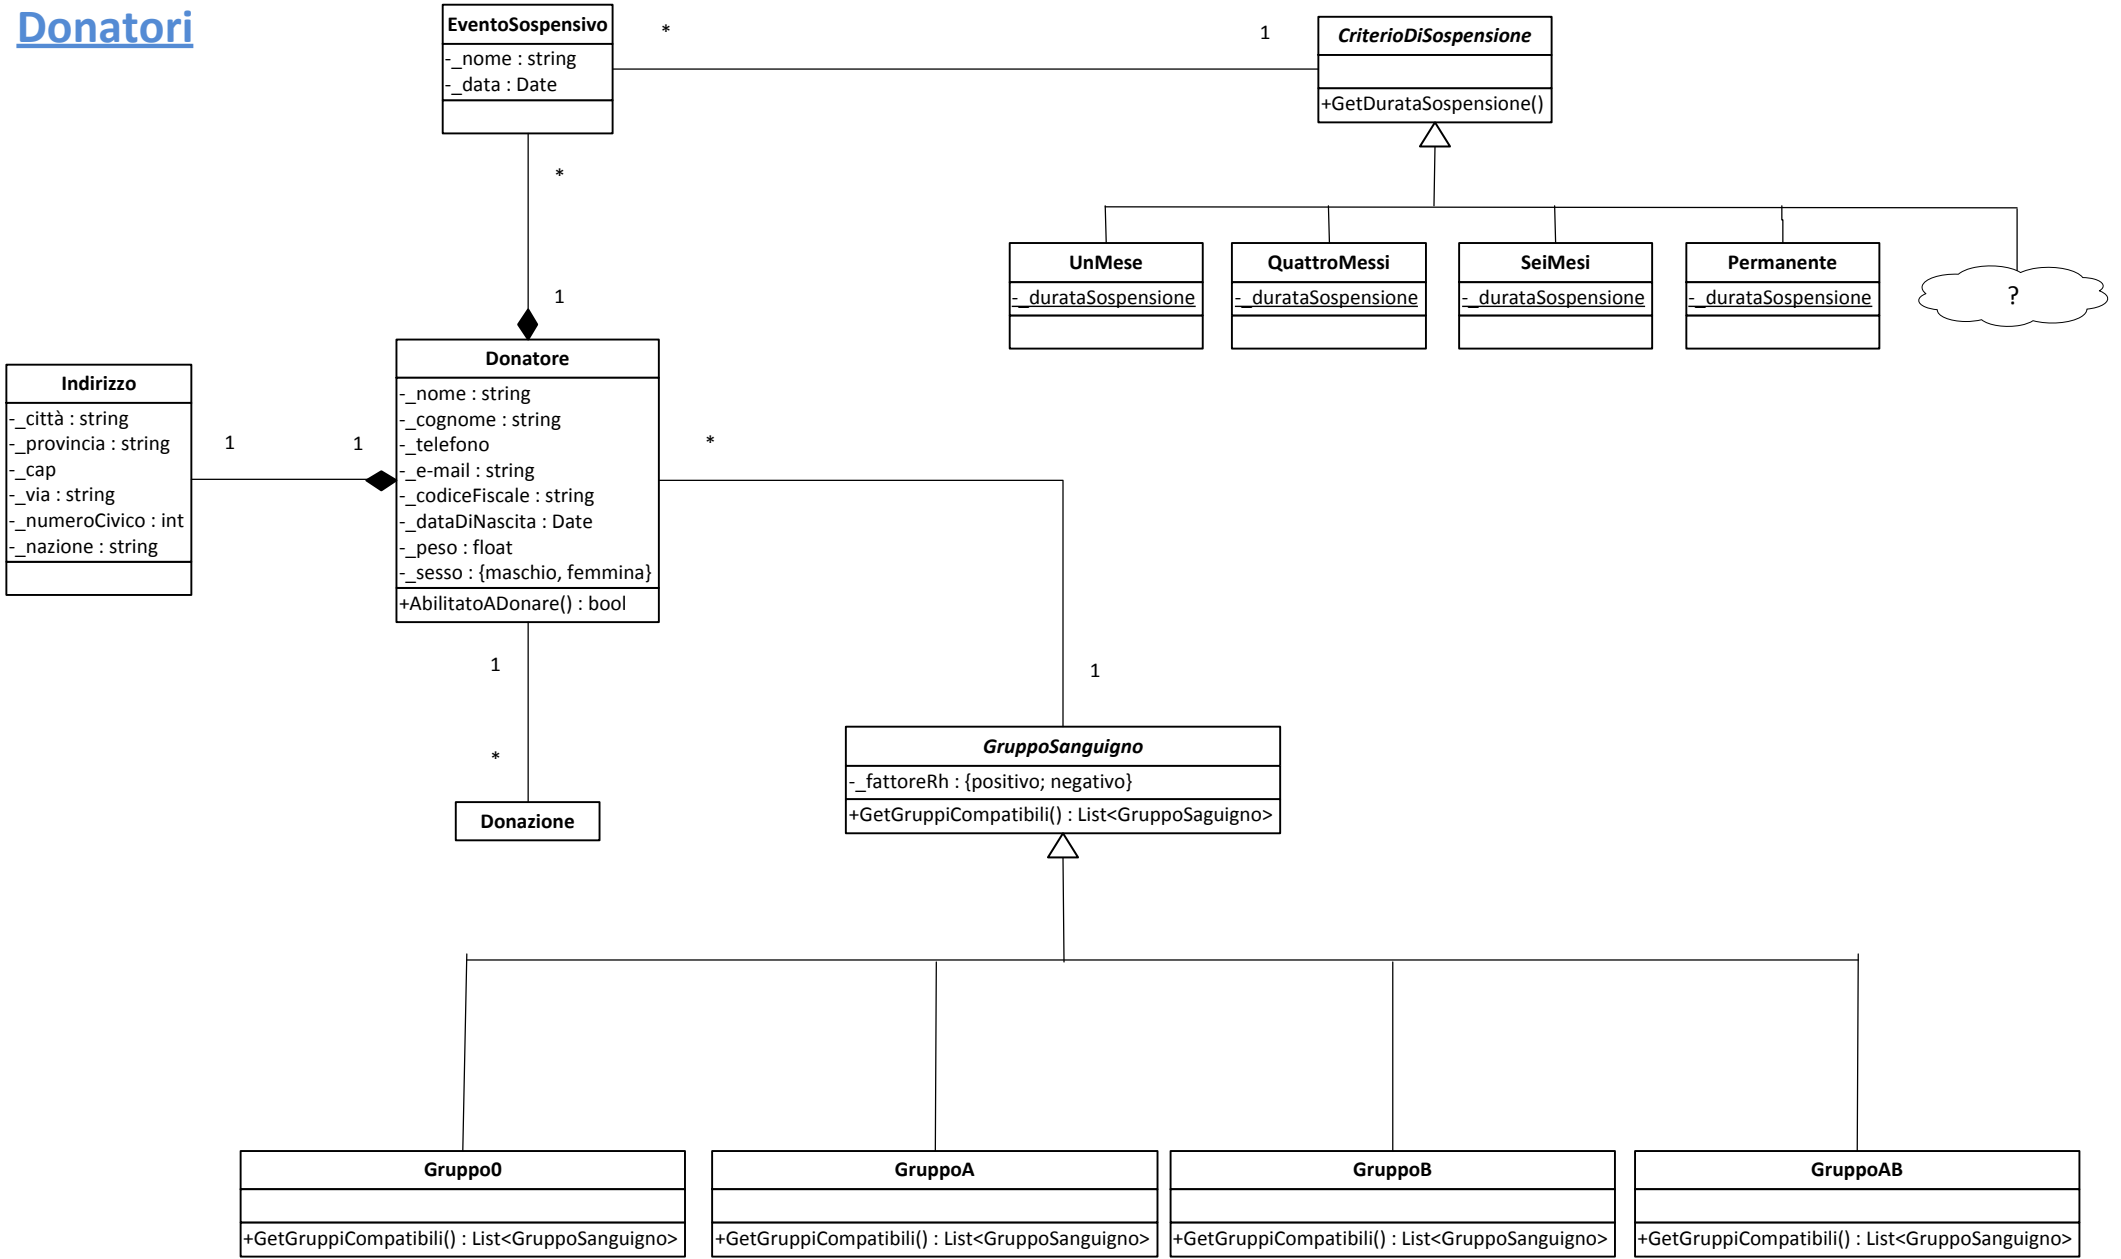 Donatori
EventoSospensivo
-_nome : string
-_data : Date
*
1
CriterioDiSospensione
+GetDurataSospensione()
*
1
UnMese
-_durataSospensione
QuattroMessi
-_durataSospensione
SeiMesi
-_durataSospensione
Permanente
-_durataSospensione
?
Indirizzo
-_città : string
-_provincia : string
-_cap
-_via : string
-_numeroCivico : int
-_nazione : string
1
1
Donatore
-_nome : string
-_cognome : string
-_telefono
-_e-mail : string
-_codiceFiscale : string
-_dataDiNascita : Date
-_peso : float
-_sesso : {maschio, femmina}
+AbilitatoADonare() : bool
*
1
1
*
Donazione
GruppoSanguigno
-_fattoreRh : {positivo; negativo}
+GetGruppiCompatibili() : List<GruppoSaguigno>
Gruppo0
+GetGruppiCompatibili() : List<GruppoSanguigno>
GruppoA
+GetGruppiCompatibili() : List<GruppoSanguigno>
GruppoB
+GetGruppiCompatibili() : List<GruppoSanguigno>
GruppoAB
+GetGruppiCompatibili() : List<GruppoSanguigno>